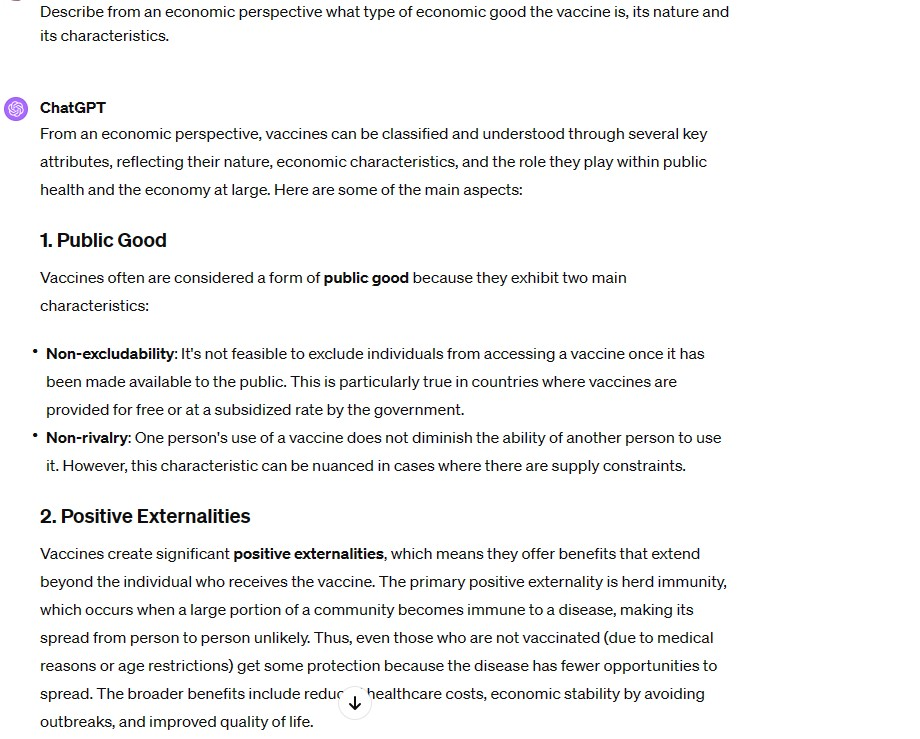 Describe from an economic perspective what type of economic good the vaccine is, its nature and
its characteristics.
ChatGPT
From an economic perspective, vaccines can be classified and understood through several key
attributes, reflecting their nature, economic characteristics, and the role they play within public
health and the economy at large. Here are some of the main aspects:
1. Public Good
Vaccines often are considered a form of public good because they exhibit two main
characteristics:
• Non-excludability: It's not feasible to exclude individuals from accessing a vaccine once it has
been made available to the public. This is particularly true in countries where vaccines are
provided for free or at a subsidized rate by the government.
• Non-rivalry: One person's use of a vaccine does not diminish the ability of another person to use
it. However, this characteristic can be nuanced in cases where there are supply constraints.
2. Positive Externalities
Vaccines create significant positive externalities, which means they offer benefits that extend
beyond the individual who receives the vaccine. The primary positive externality is herd immunity,
which occurs when a large portion of a community becomes immune to a disease, making its
spread from person to person unlikely. Thus, even those who are not vaccinated (due to medical
reasons or age restrictions) get some protection because the disease has fewer opportunities to
spread. The broader benefits include healthcare costs, economic stability by avoiding
outbreaks, and improved quality of life.